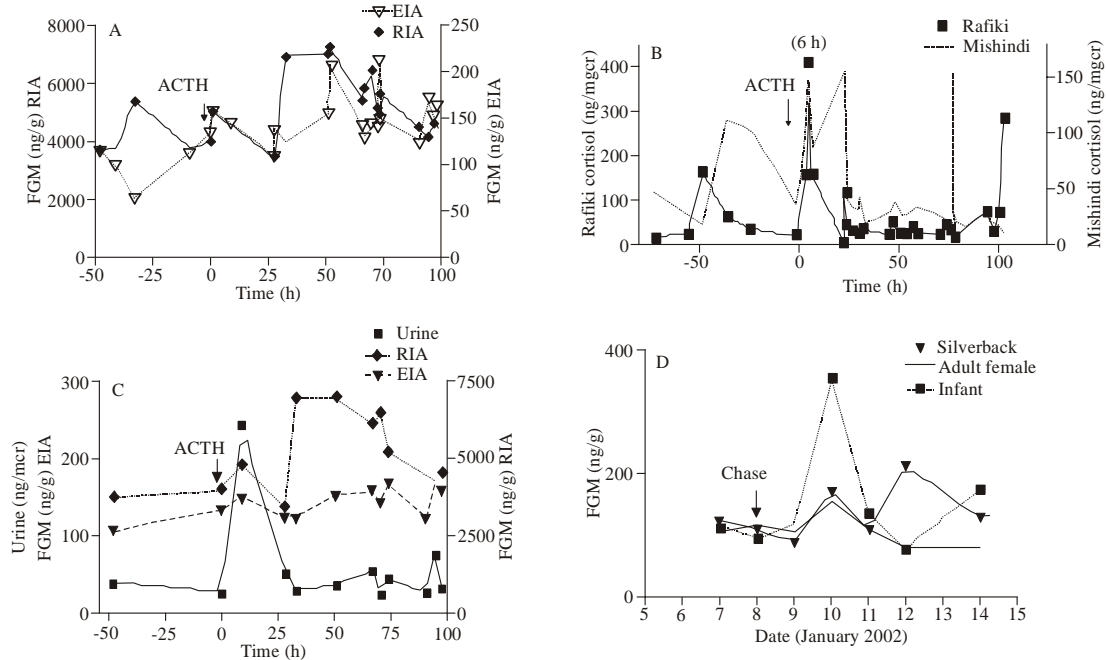 EIA
RIA
A
ACTH
8000
6000
4000
2000
0
FGM (ng/g) RIA
250
200
150
100
50
0
FGM (ng/g) EIA
-50
-25
0
25
50
70
100
Time (h)
Rafiki
Mishindi
B
(6 h)
ACTH
400
300
200
100
0
Rafiki cortisol (ng/mgcr)
150
100
50
0
Mishindi cortisol (ng/mgcr)
-50
0
50
100
Time (h)
Urine
RIA
EIA
C
ACTH
300
200
100
0
Urine (ng/mcr)
FGM (ng/g) EIA
7500
5000
2500
0
FGM (ng/g) RIA
-50
-25
0
25
50
75
100
Time (h)
D
Silverback
Adult female
Infant
Chase
400
200
0
FGM (ng/g)
5
6
7
8
9
10
11
12
13
14
15
Date (January 2002)